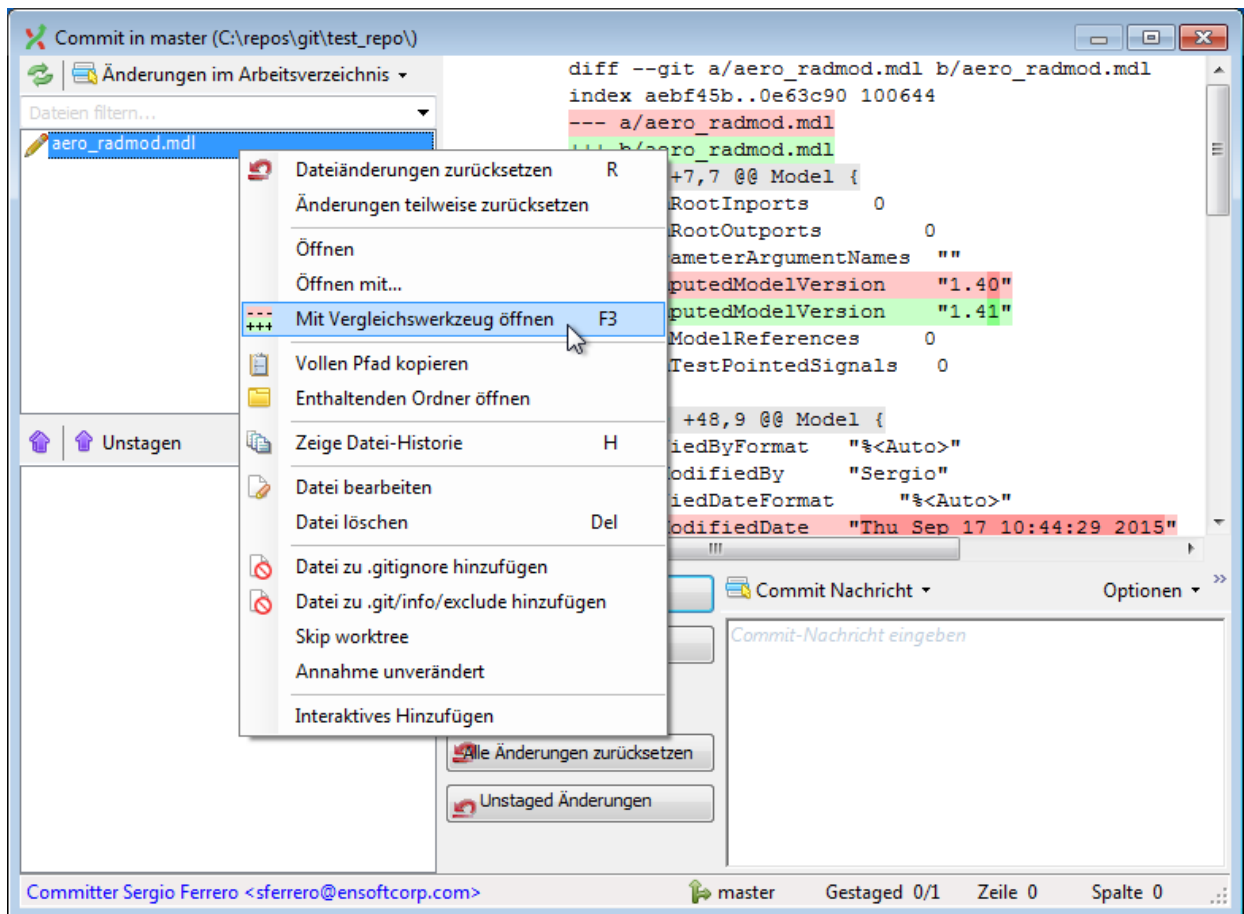 Commit in master (C:\repos\git\test_repo\)
Änderungen im Arbeitsverzeichnis
Dateien filtern...
aero_radmod.mdl
diff --git a/aero_radmod.mdl b/aero_radmod.mdl
index aebf45b..0e63c90 100644
--- a/aero_radmod.mdl
+++ b/aero_radmod.mdl
+7,7 @@ Model {
RootInports 0
RootOutports 0
ameterArgumentNames ""
putedModelVersion "1.40"
putedModelVersion "1.41"
ModelReferences 0
TestPointedSignals 0
+48,9 @@ Model {
iedByFormat "%<Auto>"
odifiedBy "Sergio"
iedDateFormat "%<Auto>"
odifiedDate "Thu Sep 17 10:44:29 2015"
Dateiänderungen zurücksetzen R
Änderungen teilweise zurücksetzen
Öffnen
Öffnen mit...
Mit Vergleichswerkzeug öffnen F3
Vollen Pfad kopieren
Enthaltenden Ordner öffnen
Zeige Datei-Historie H
Datei bearbeiten
Datei löschen Del
Datei zu .gitignore hinzufügen
Datei zu .git/info/exclude hinzufügen
Skip worktree
Annahme unverändert
Interaktives Hinzufügen
Unstagen
Alle Änderungen zurücksetzen
Unstaged Änderungen
Commit Nachricht
Optionen
Commit-Nachricht eingeben
Committer Sergio Ferrero <sferrero@ensoftcorp.com>
master Gestaged 0/1 Zeile 0 Spalte 0